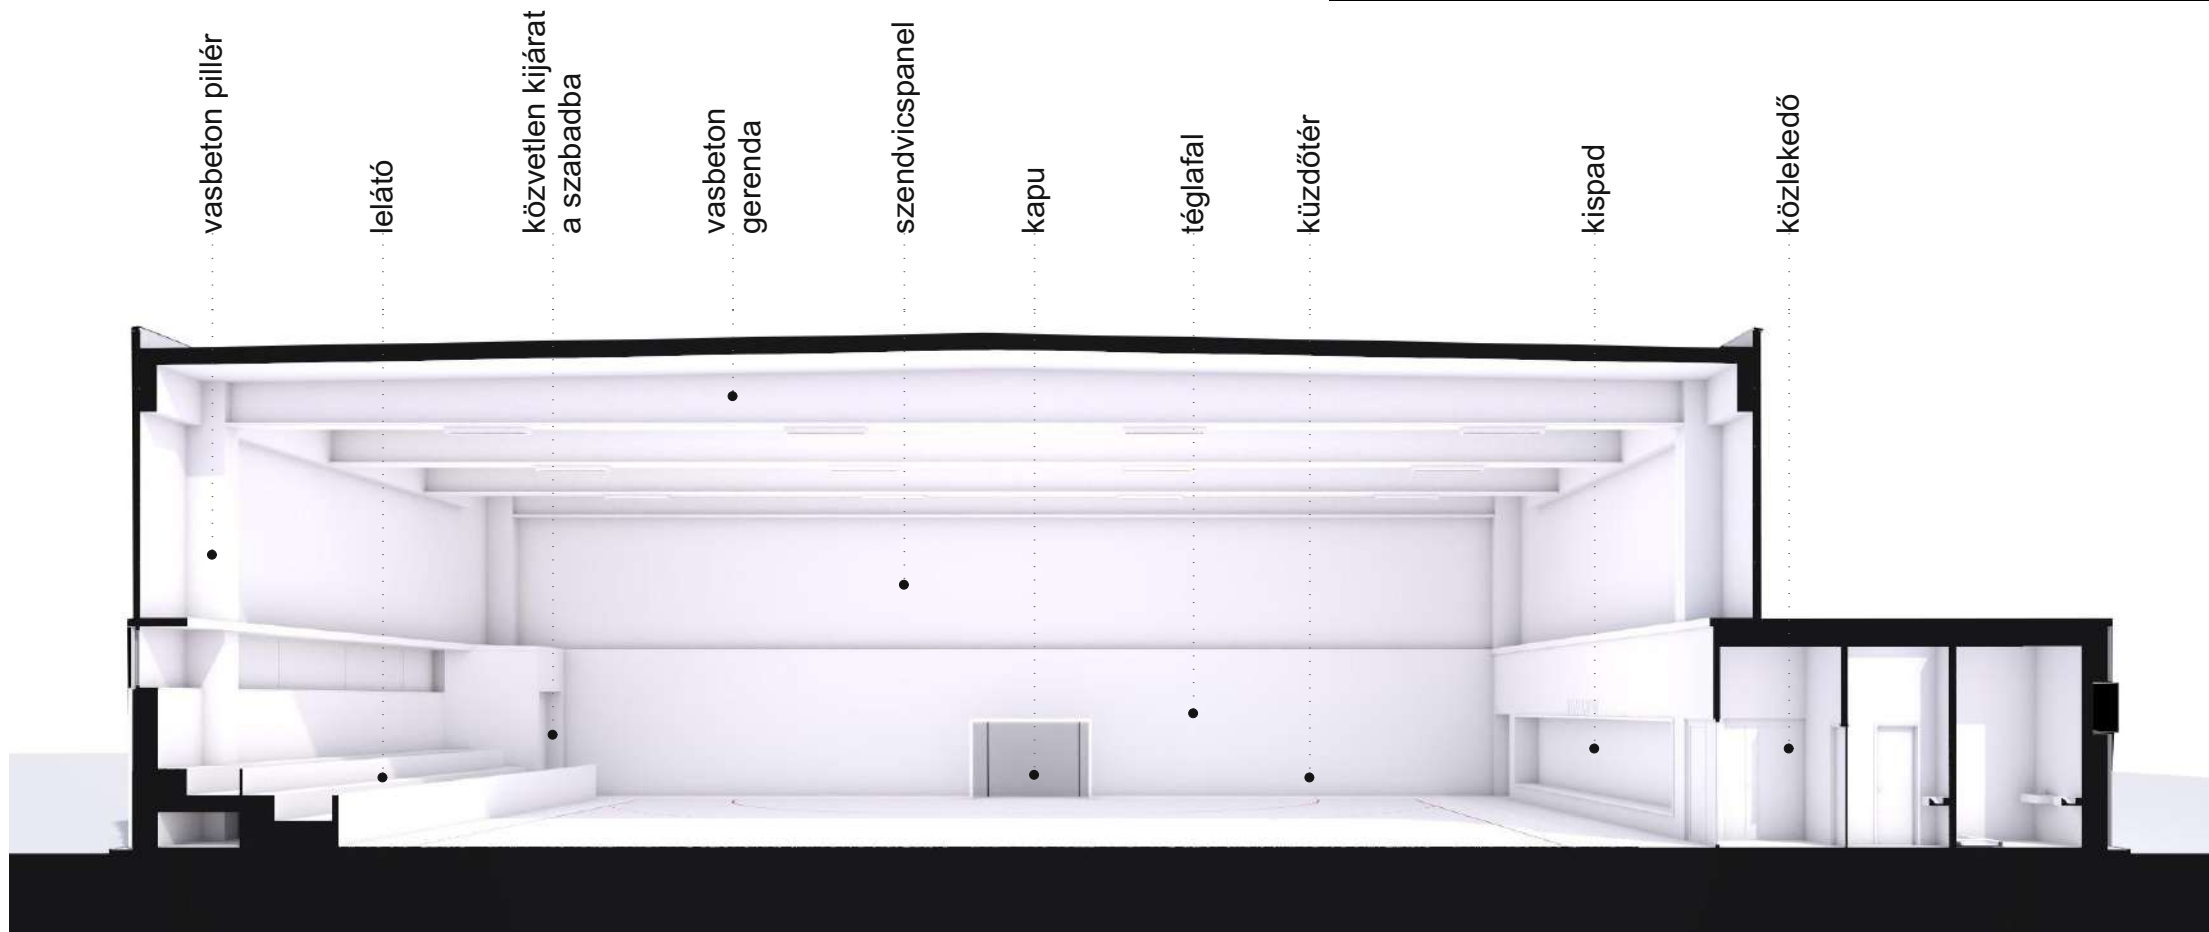 vasbeton pillér
lelátó
közvetlen kijárat
a szabadba
vasbeton
gerenda
szendvicspanel
kapu
téglafal
küzdőtér
kispad
közlekedő